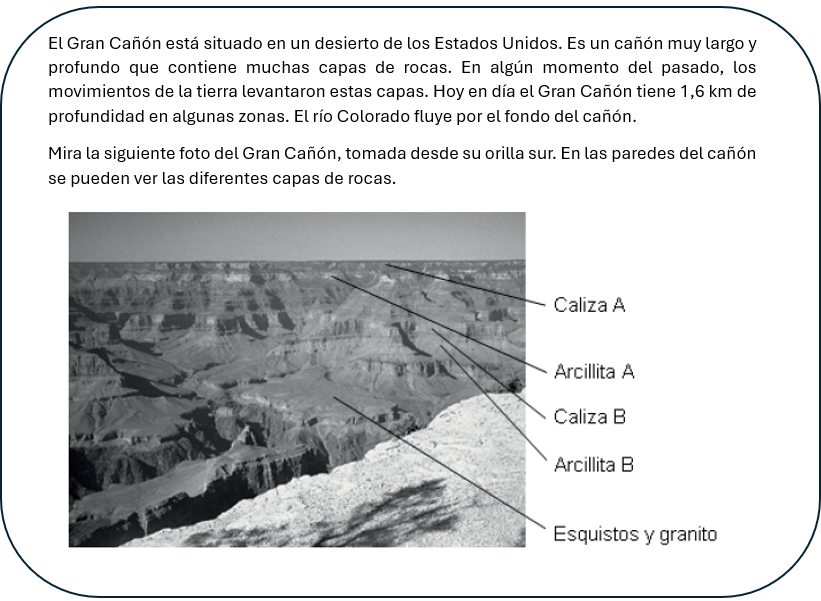 El Gran Cañón está situado en un desierto de los Estados Unidos. Es un cañón muy largo y
profundo que contiene muchas capas de rocas. En algún momento del pasado, los
movimientos de la tierra levantaron estas capas. Hoy en día el Gran Cañón tiene 1,6 km de
profundidad en algunas zonas. El río Colorado fluye por el fondo del cañón.
Mira la siguiente foto del Gran Cañón, tomada desde su orilla sur. En las paredes del cañón
se pueden ver las diferentes capas de rocas.
Caliza A
Arcillita A
Caliza B
Arcillita B
Esquistos y granito